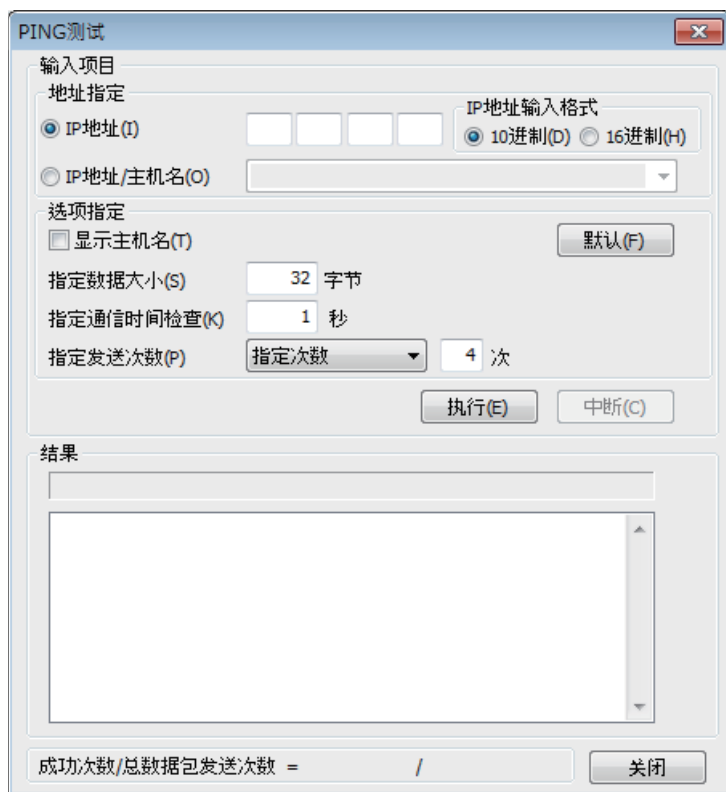 PING测试
输入项目
地址指定
IP地址输入格式
IP地址(I)
10进制(D) 16进制(H)
IP地址/主机名(O)
选项指定
显示主机名(T) 默认(F)
指定数据大小(S) 32 字节
指定通信时间检查(K) 1 秒
指定发送次数(P) 指定次数 4 次
执行(E) 中断(C)
结果
成功次数/总数据包发送次数 = / 关闭